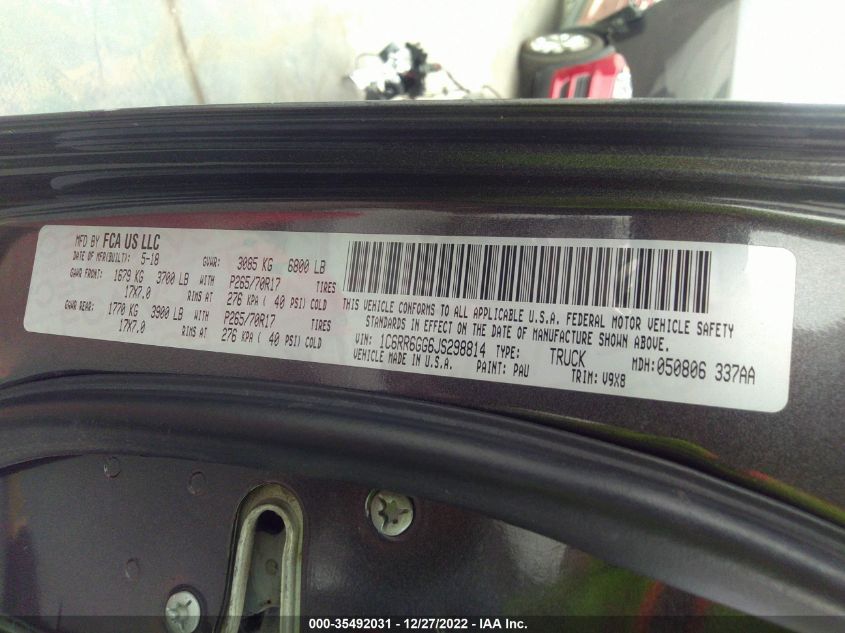 MFD BY FCA US LLC
DATE OF MFR(BUILT): 5-18 GVWR: 3085 KG 6800 LB
GAWR FRONT: 1679 KG 3700 LB WITH P265/70R17 TIRES
17X7.0 RIMS AT 276 KPA ( 40 PSI) COLD
GAWR REAR: 1770 KG 3900 LB WITH P265/70R17 TIRES
17X7.0 RIMS AT 276 KPA ( 40 PSI) COLD
THIS VEHICLE CONFORMS TO ALL APPLICABLE U.S.A. FEDERAL MOTOR VEHICLE SAFETY
STANDARDS IN EFFECT ON THE DATE OF MANUFACTURE SHOWN ABOVE.
VIN: 1C6RR6GG6JS298814 TYPE: TRUCK MDH: 050806 337AA
VEHICLE MADE IN U.S.A. PAINT: PAU TRIM: V9X8
000-35492031 - 12/27/2022 - IAA Inc.